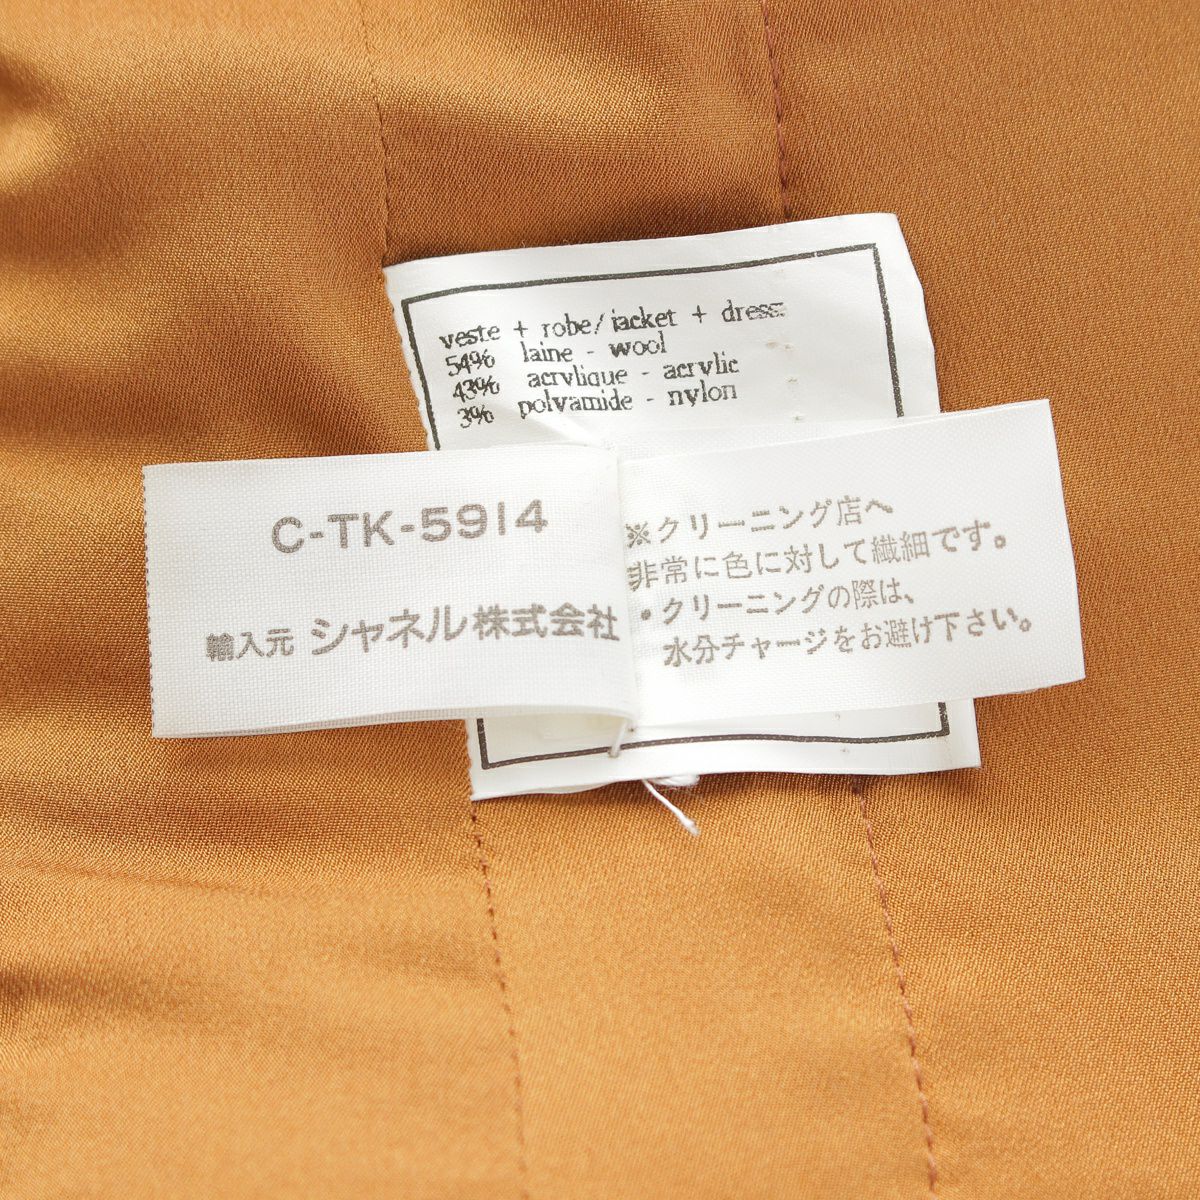 veste + robe/jacket + dress:
54% laine - wool
43% acrylique - acrylic
3% polyamide - nylon
C-TK-5914
輸入元 シャネル株式会社
※クリーニング店へ
非常に色に対して繊細です。
・クリーニングの際は、
水分チャージをお避け下さい。